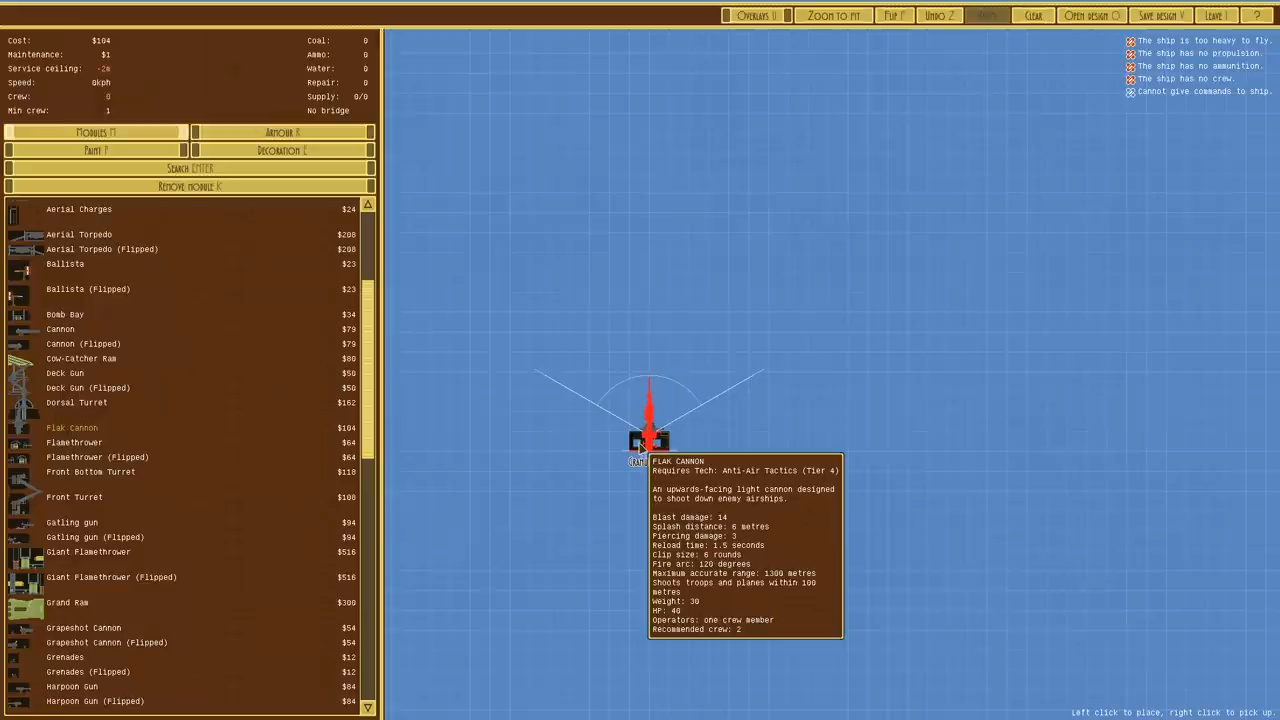 Overlays U
Zoom to fit
Flip F
Undo Z
Clear
Open design O
Save design V
Leave
?
Cost: $104
Maintenance: $1
Service ceiling: -2m
Speed: 0kph
Crew: 0
Min crew: 1
Coal: 0
Ammo: 0
Water: 0
Repair: 0
Supply: 0/0
No bridge
The ship is too heavy to fly.
The ship has no propulsion.
The ship has no ammunition.
The ship has no crew.
Cannot give commands to ship.
Modules M
Armour R
Paint P
Decoration L
Search ENTER
Remove module K
Aerial Charges $24
Aerial Torpedo $208
Aerial Torpedo (Flipped) $208
Ballista $23
Ballista (Flipped) $23
Bomb Bay $34
Cannon $79
Cannon (Flipped) $79
Cow-Catcher Ram $80
Deck Gun $50
Deck Gun (Flipped) $50
Dorsal Turret $162
Flak Cannon $104
Flamethrower $64
Flamethrower (Flipped) $64
Front Bottom Turret $118
Front Turret $108
Gatling gun $94
Gatling gun (Flipped) $94
Giant Flamethrower $516
Giant Flamethrower (Flipped) $516
Grand Ram $300
Grapeshot Cannon $54
Grapeshot Cannon (Flipped) $54
Grenades $12
Grenades (Flipped) $12
Harpoon Gun $84
Harpoon Gun (Flipped) $84
FLAK CANNON
Requires Tech: Anti-Air Tactics (Tier 4)
An upwards-facing light cannon designed
to shoot down enemy airships.
Blast damage: 14
Splash distance: 6 metres
Piercing damage: 3
Reload time: 1.5 seconds
Clip size: 6 rounds
Fire arc: 120 degrees
Maximum accurate range: 1300 metres
Shoots troops and planes within 100
metres
Weight: 30
HP: 40
Operators: one crew member
Recommended crew: 2
Left click to place, right click to pick up.